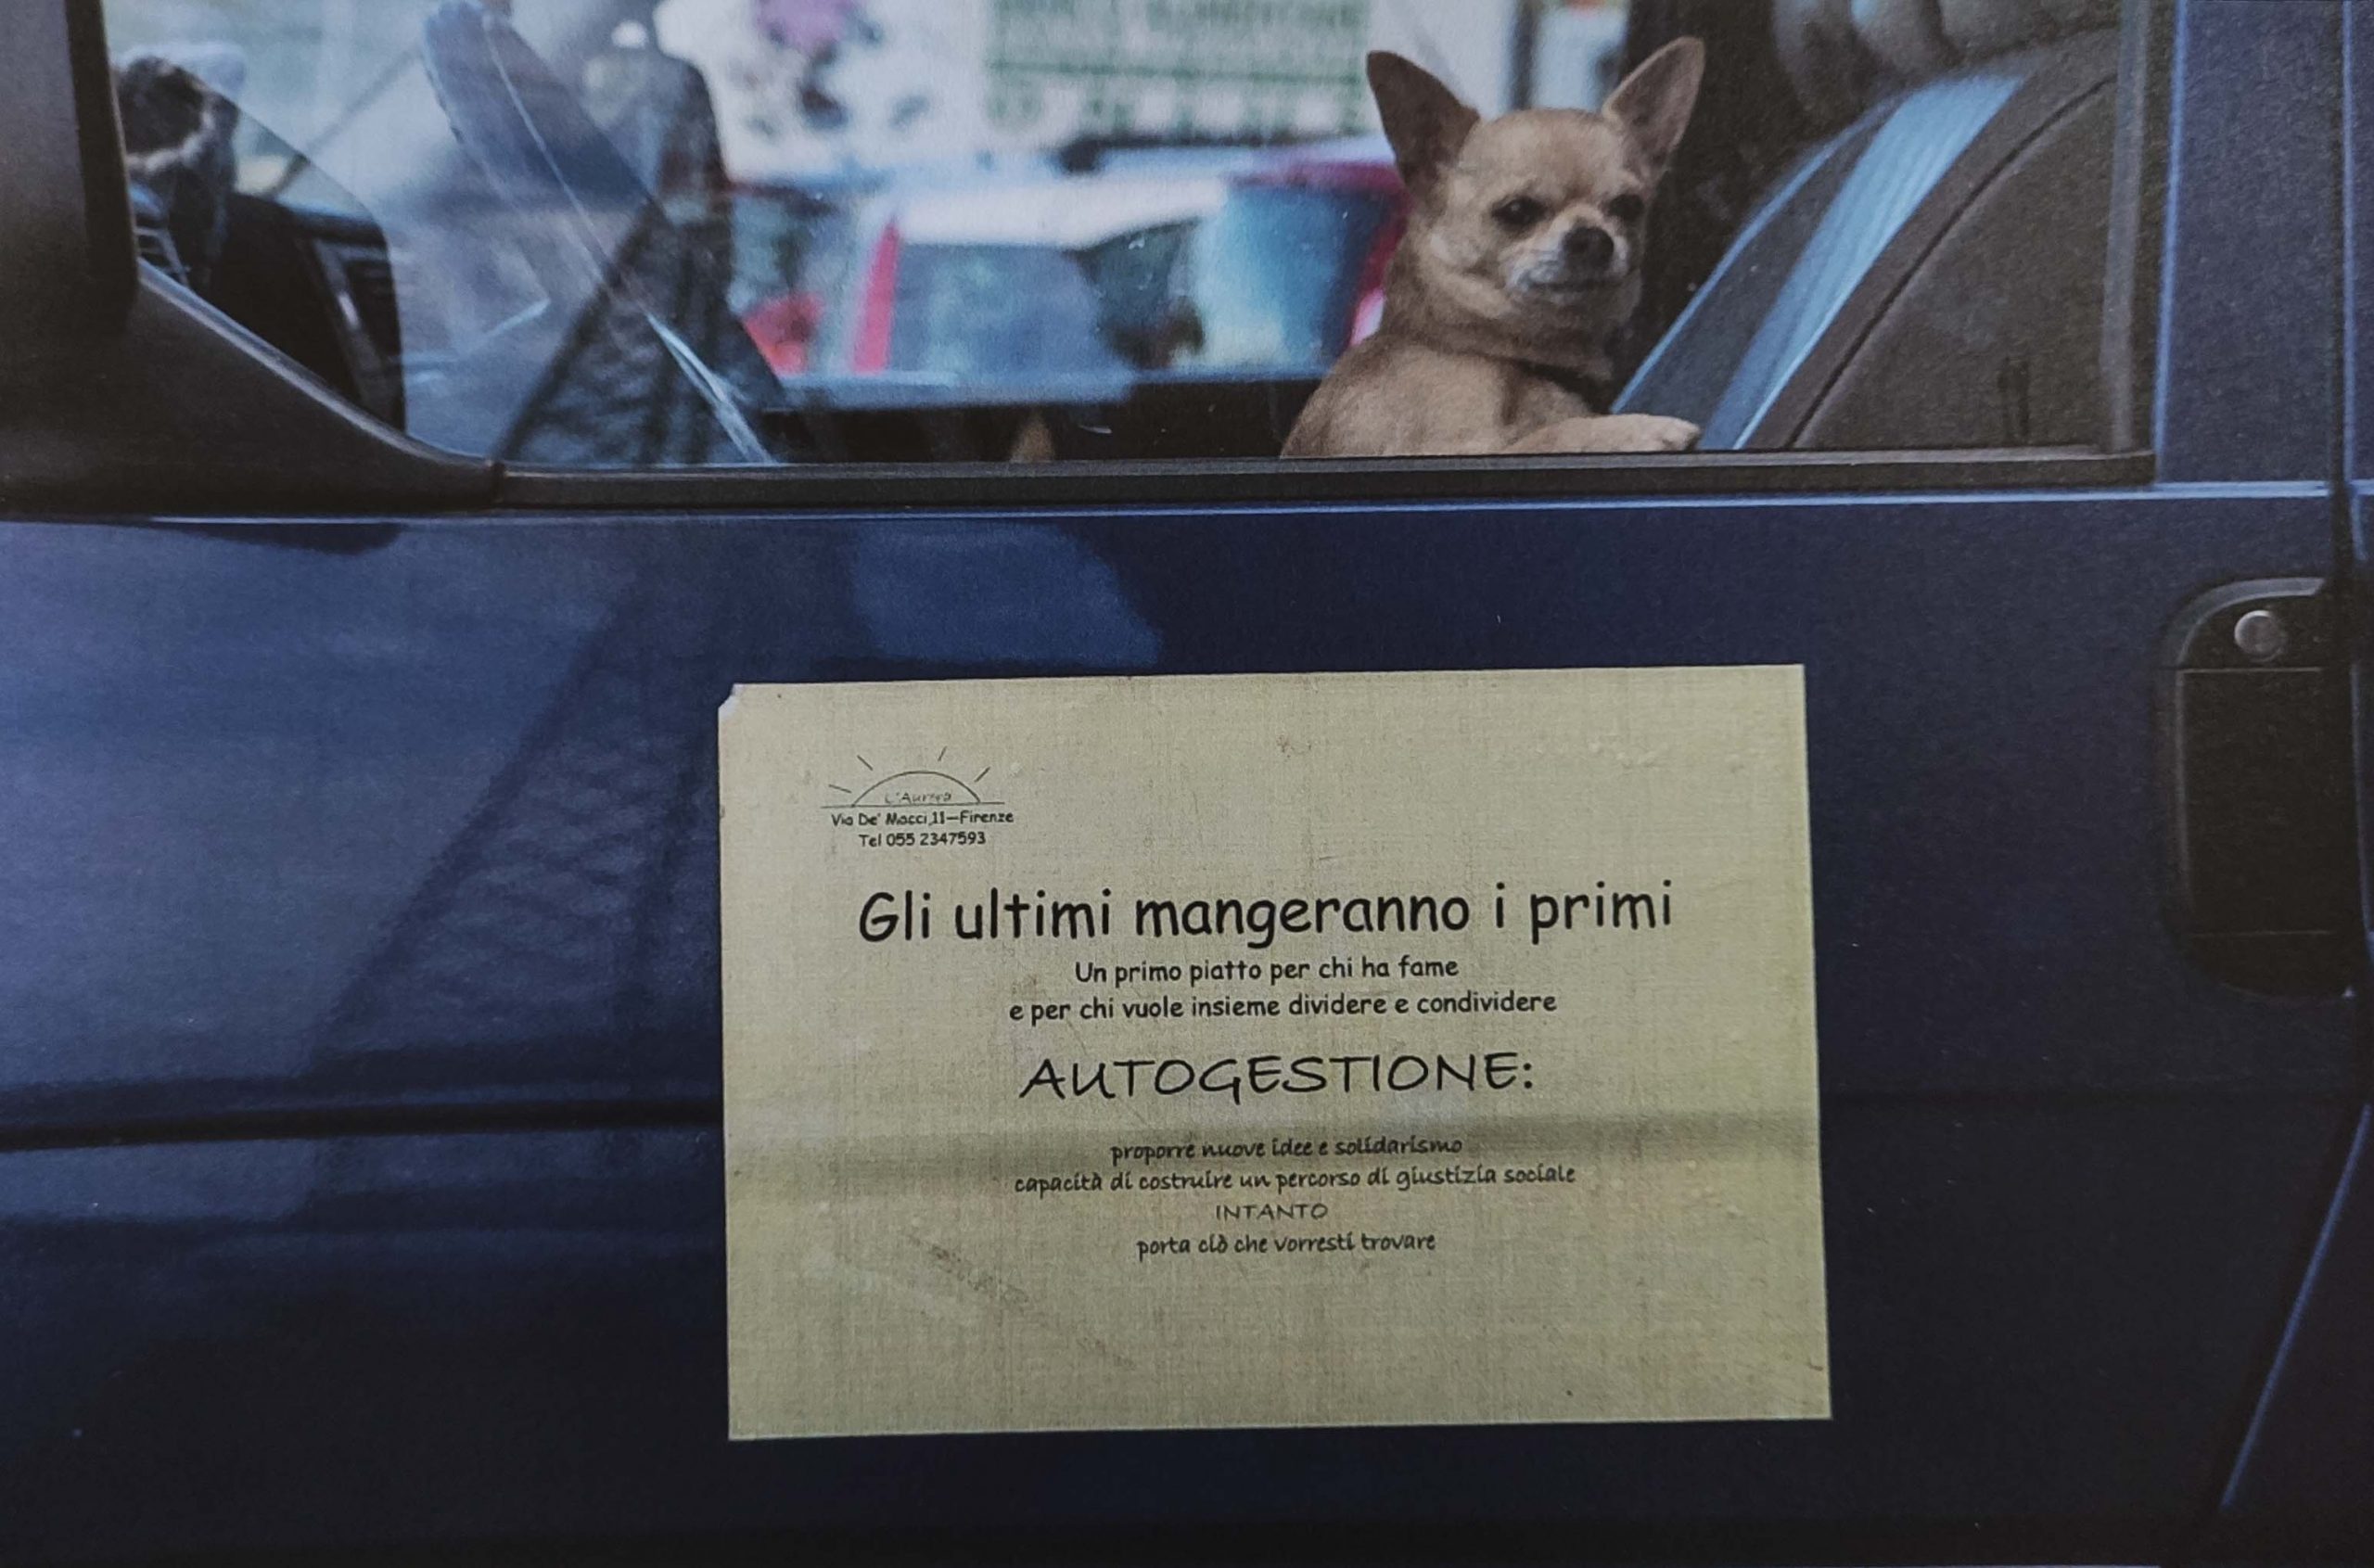 L'Aurora
Via De' Macci,11-Firenze
Tel 055 2347593
Gli ultimi mangeranno i primi
Un primo piatto per chi ha fame
e per chi vuole insieme dividere e condividere
AUTOGESTIONE:
proporre nuove idee e solidarismo
capacità di costruire un percorso di giustizia sociale
INTANTO
porta ciò che vorresti trovare